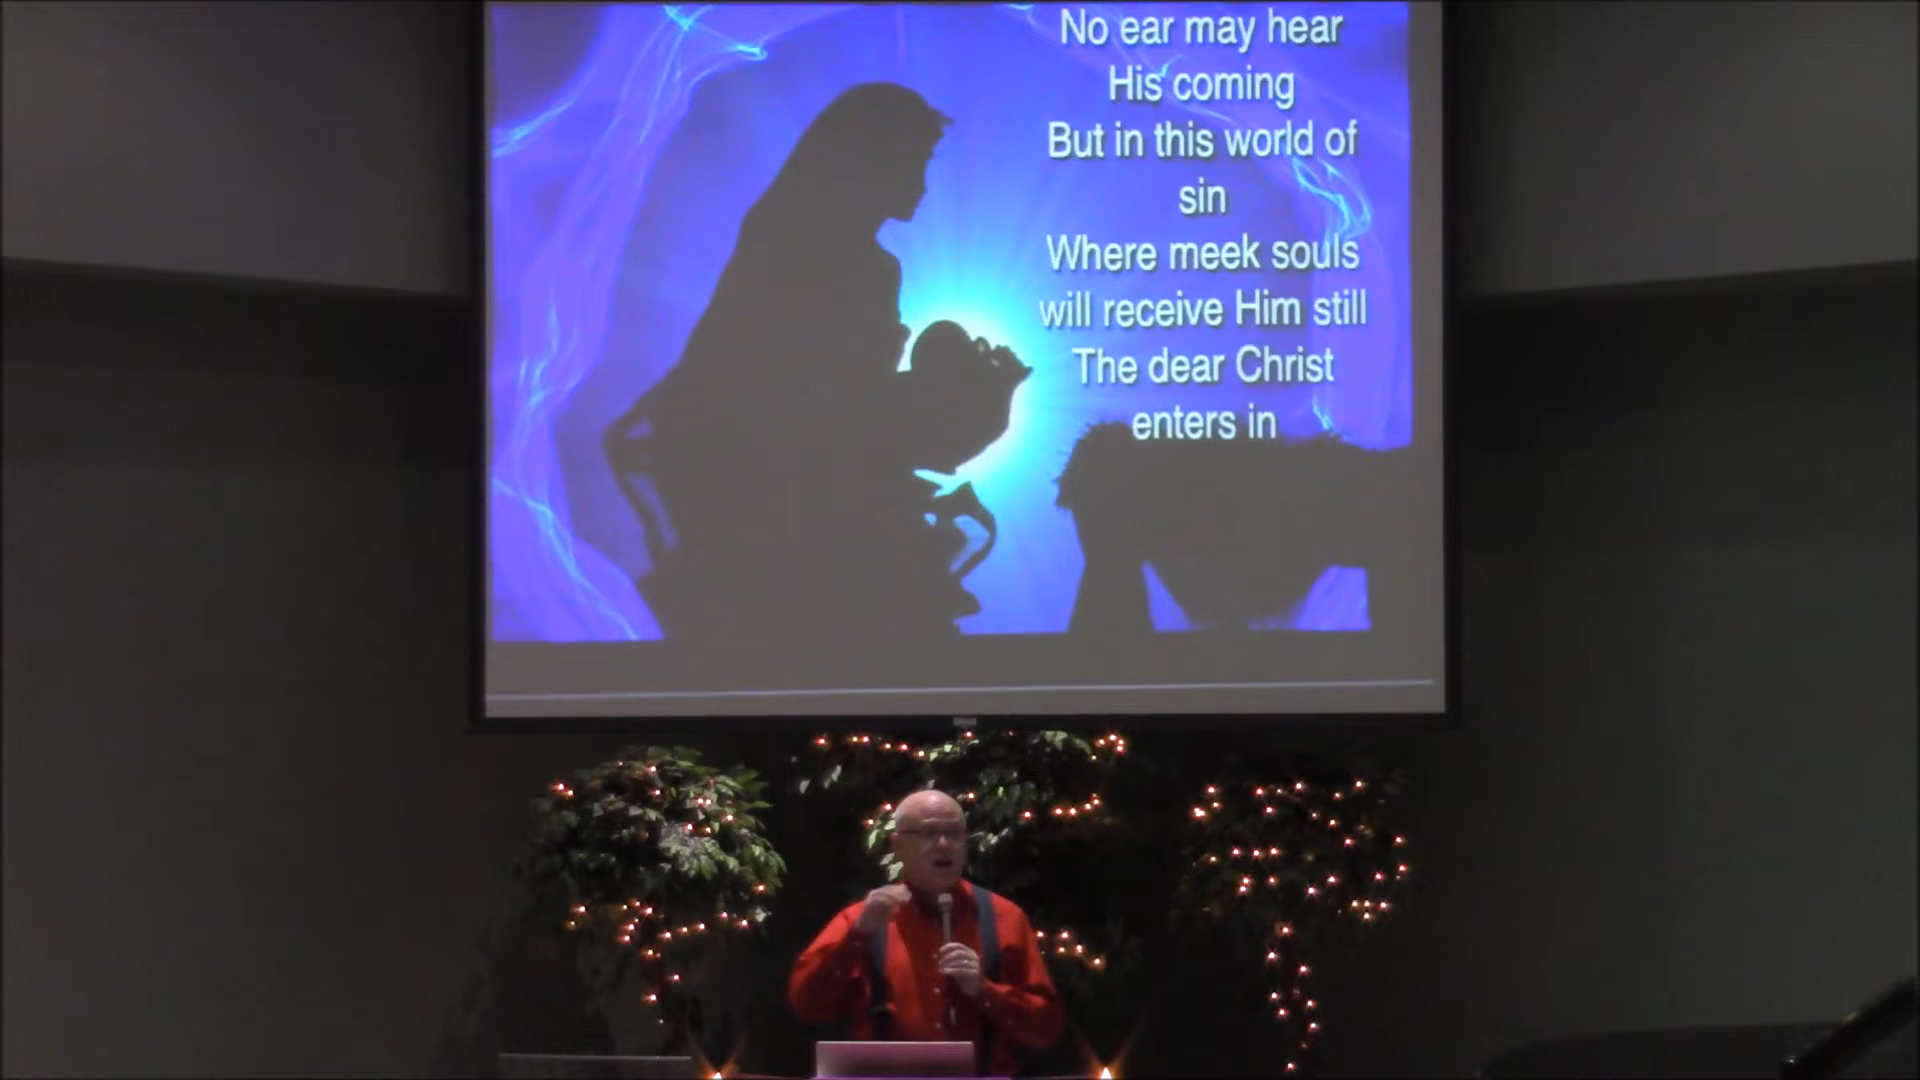 No ear may hear
His coming
But in this world of
sin
Where meek souls
will receive Him still
The dear Christ
enters in